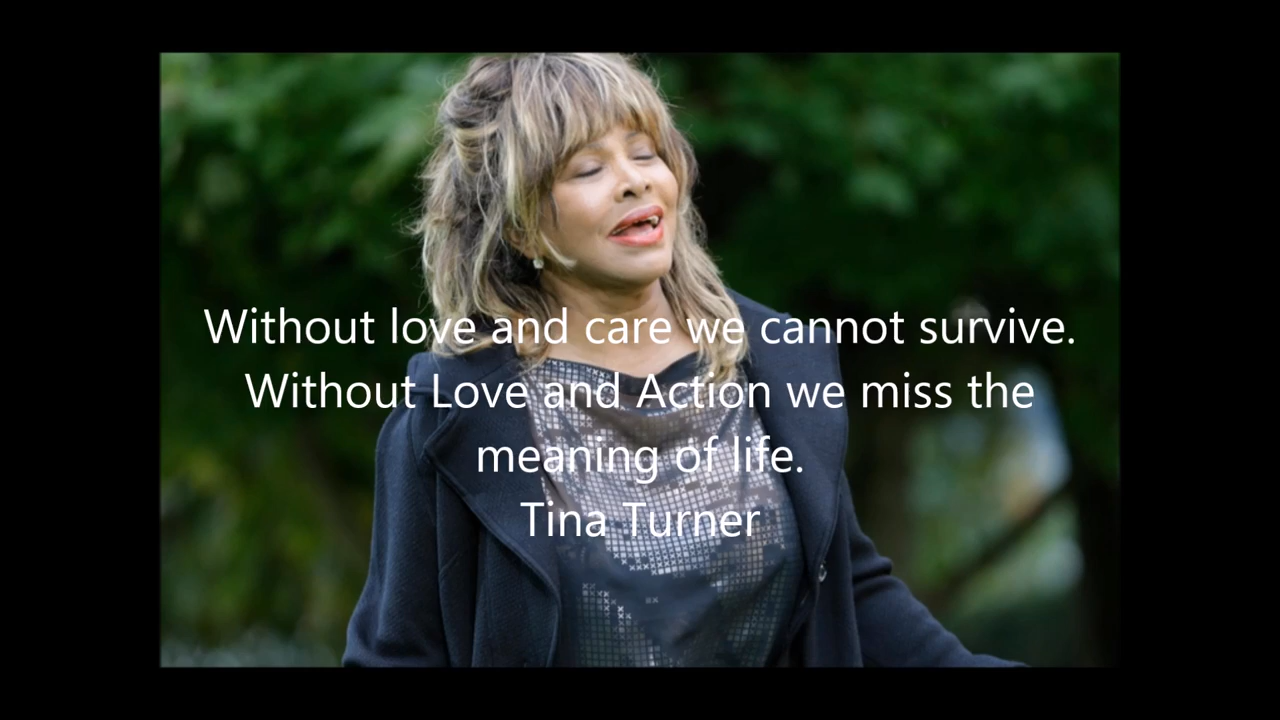 Without love and care we cannot survive.
Without Love and Action we miss the
meaning of life.
Tina Turner